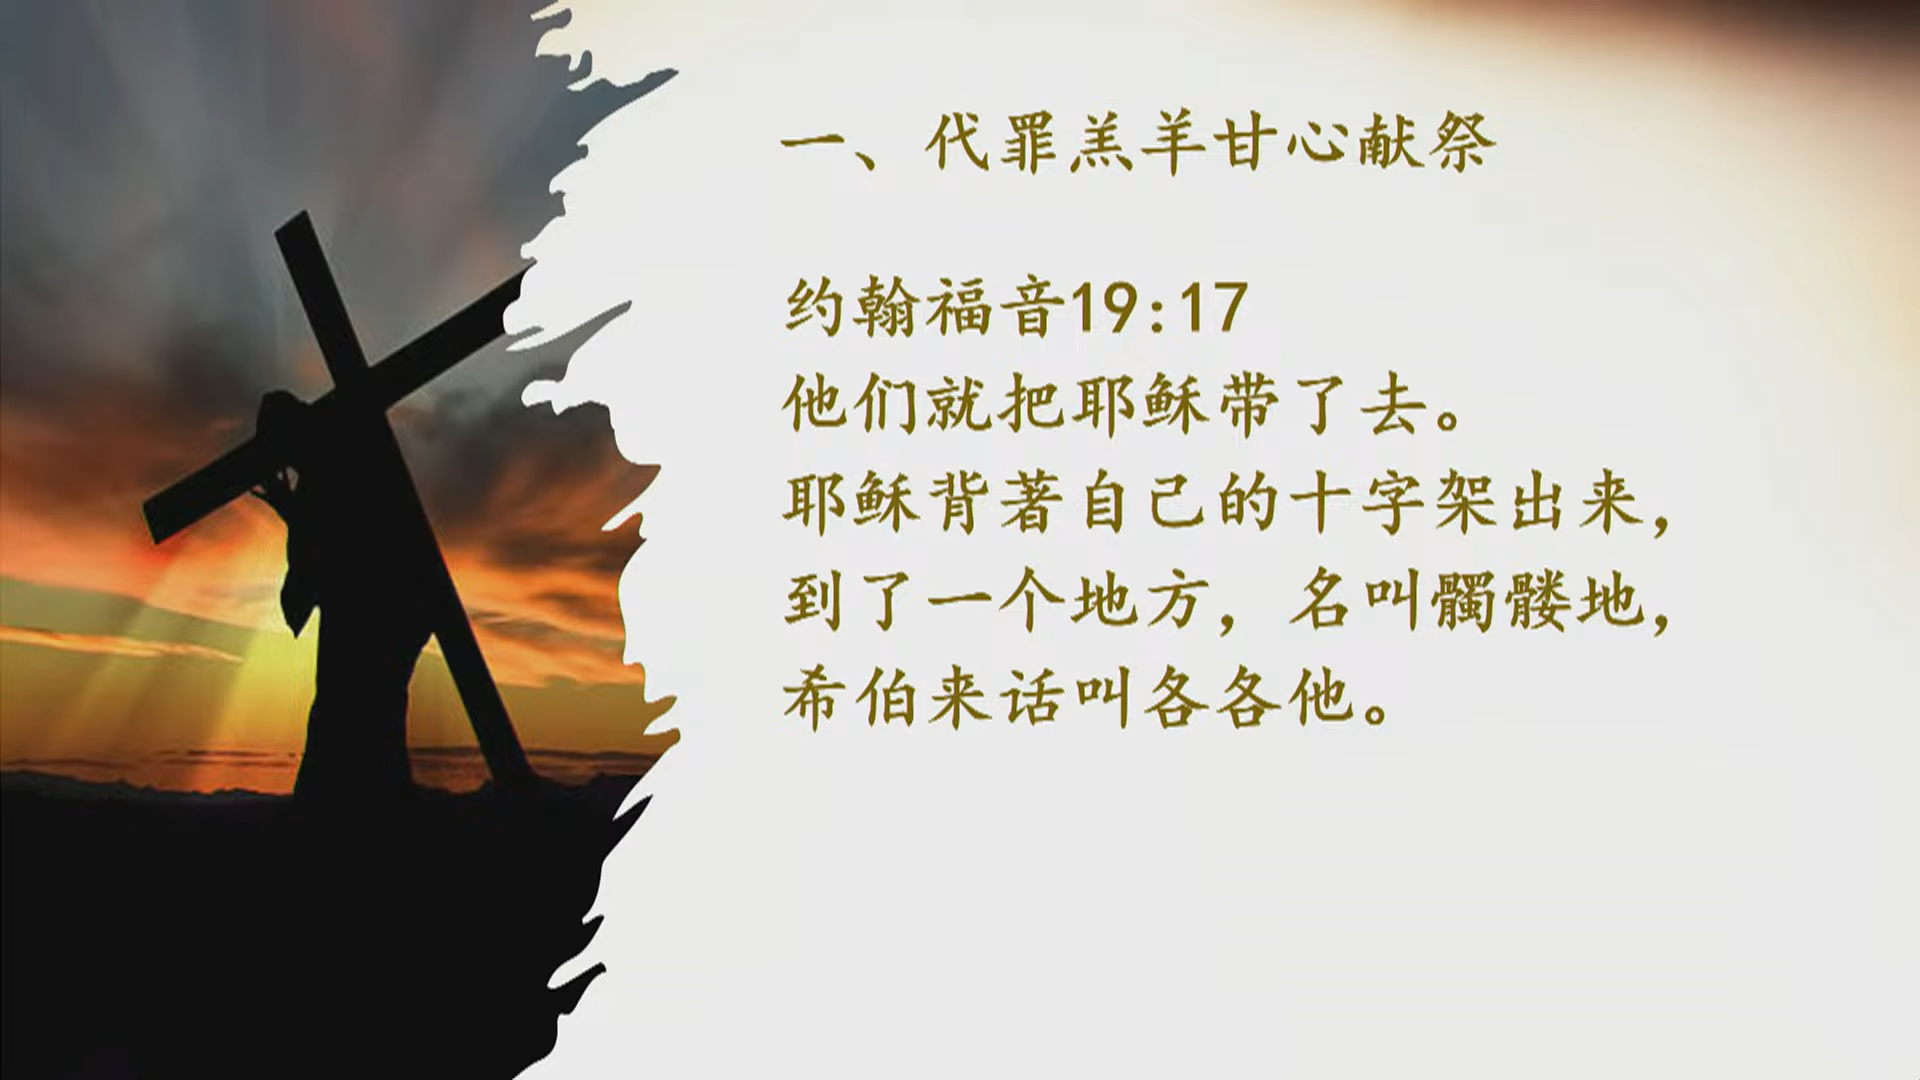 一、代罪羔羊甘心献祭
约翰福音19:17
他们就把耶稣带了去。
耶稣背著自己的十字架出来，
到了一个地方，名叫髑髅地，
希伯来话叫各各他。